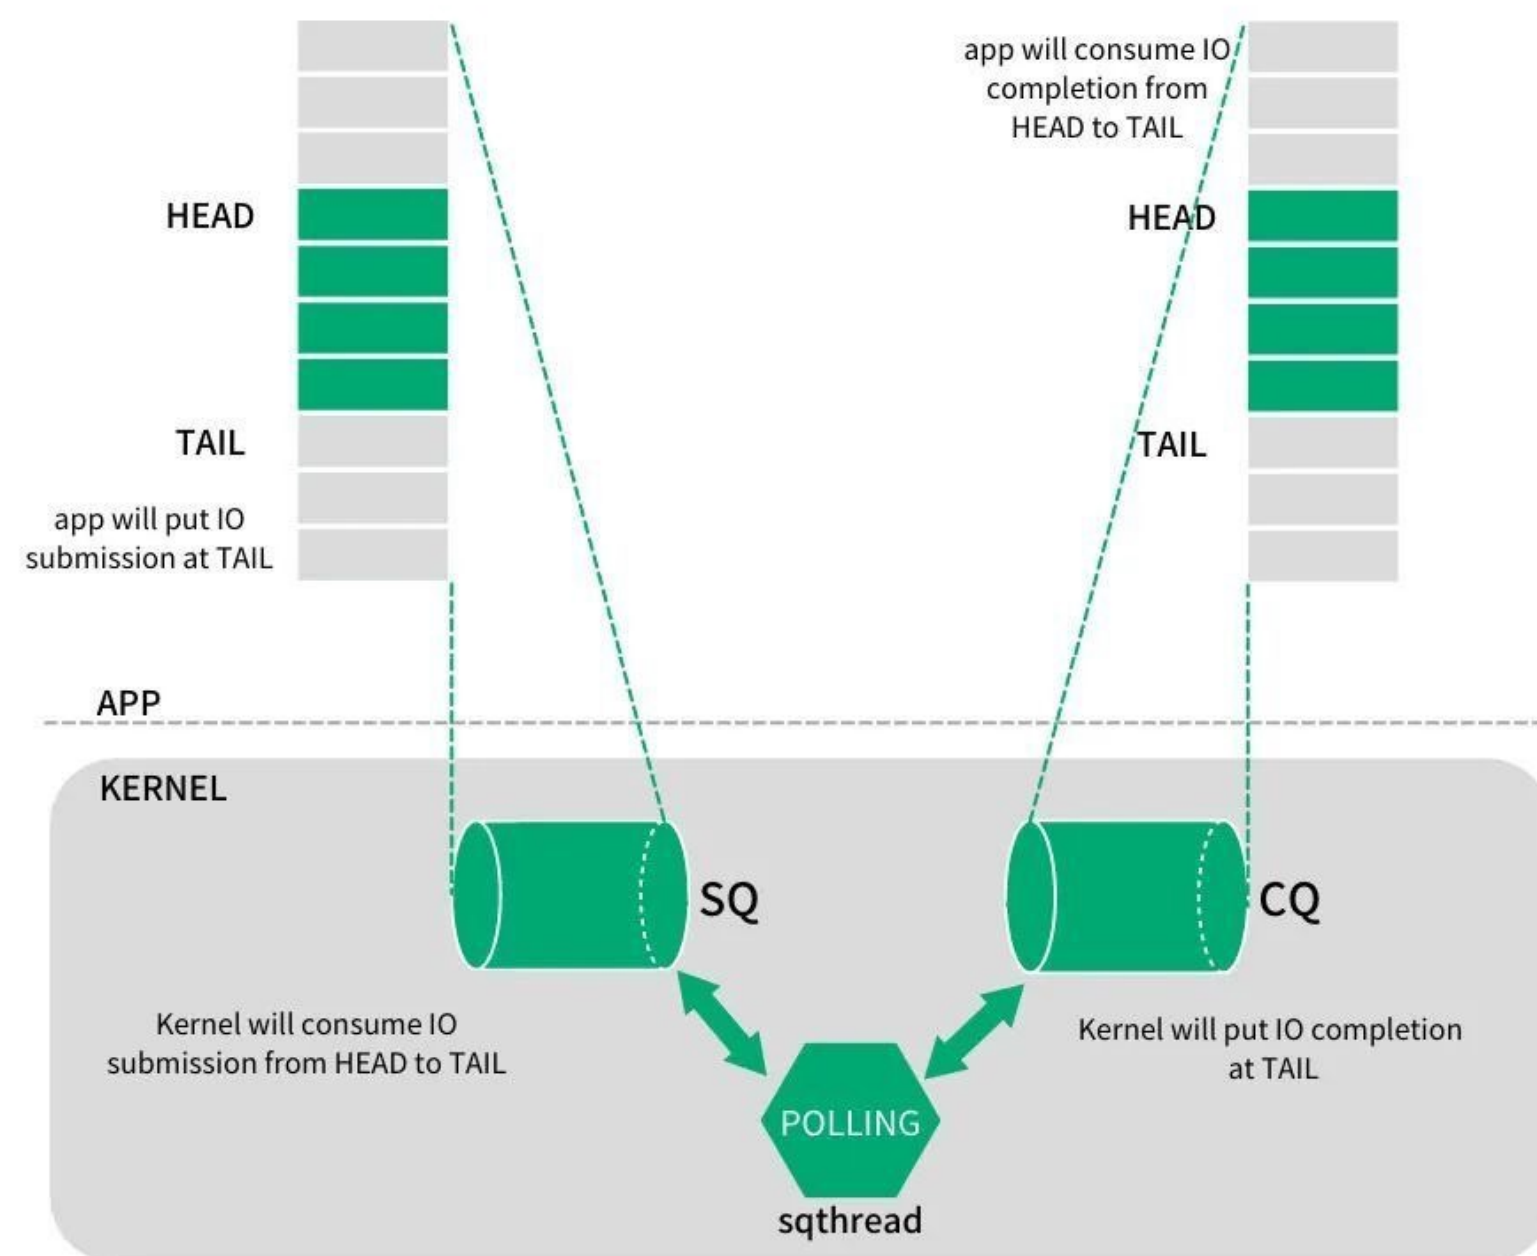 app will consume IO
completion from
HEAD to TAIL
HEAD
HEAD
TAIL
TAIL
app will put IO
submission at TAIL
APP
KERNEL
SQ
CQ
Kernel will consume IO
submission from HEAD to TAIL
Kernel will put IO completion
at TAIL
POLLING
sqthread